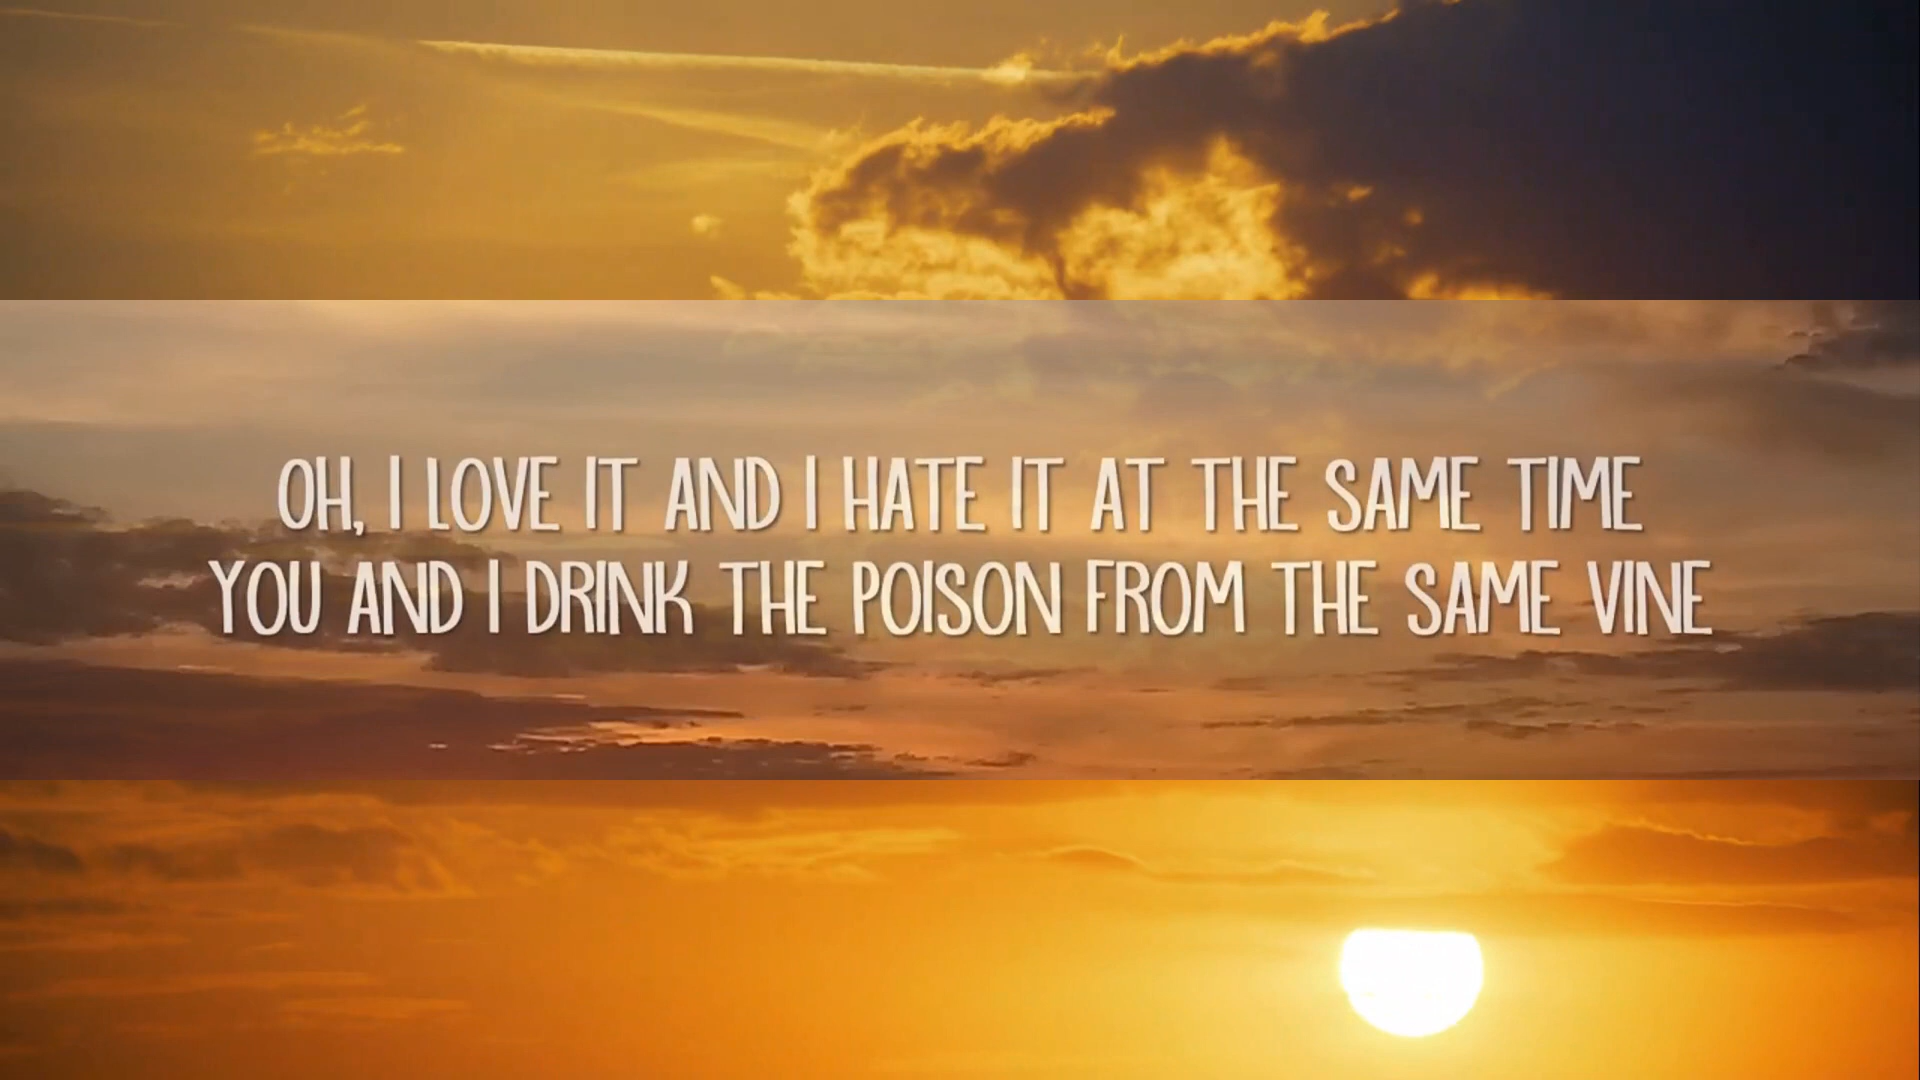 OH, I LOVE IT AND I HATE IT AT THE SAME TIME
YOU AND I DRINK THE POISON FROM THE SAME VINE